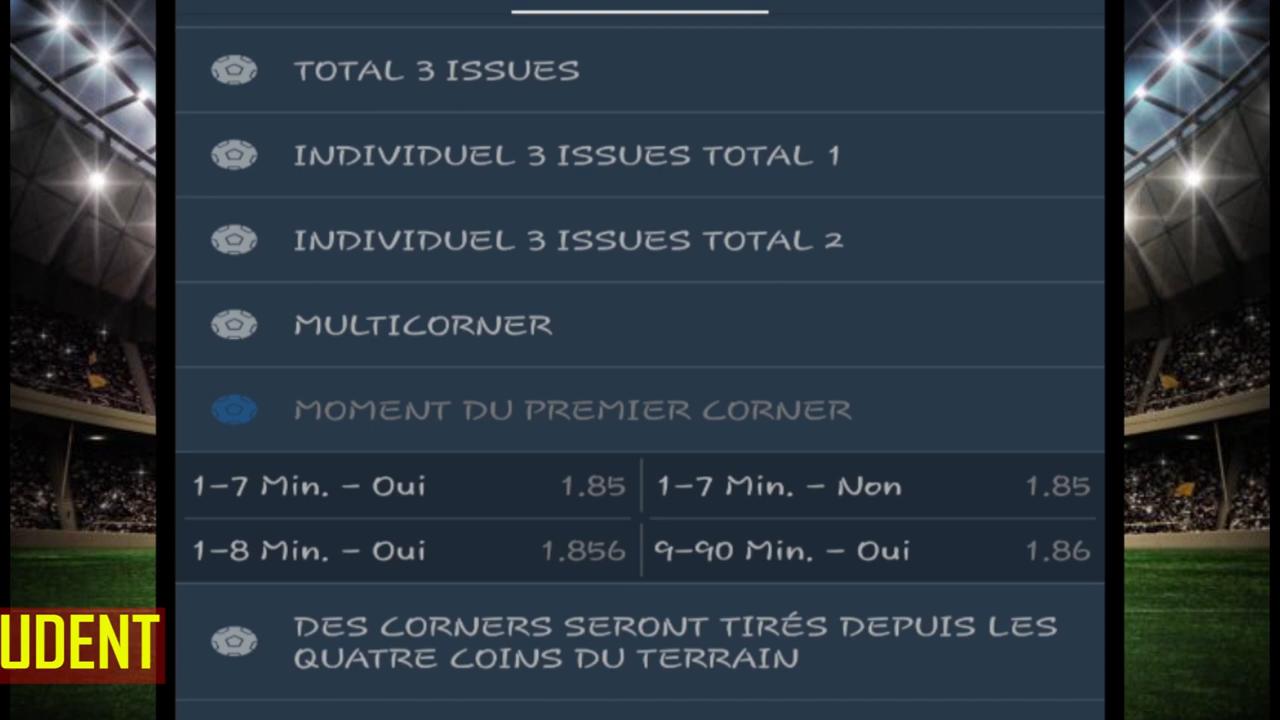 TOTAL 3 ISSUES
INDIVIDUEL 3 ISSUES TOTAL 1
INDIVIDUEL 3 ISSUES TOTAL 2
MULTICORNER
MOMENT DU PREMIER CORNER
1-7 Min. - Oui 1.85 1-7 Min. - Non 1.85
1-8 Min. - Oui 1.856 9-90 Min. - Oui 1.86
DES CORNERS SERONT TIRÉS DEPUIS LES
QUATRE COINS DU TERRAIN
UDENT